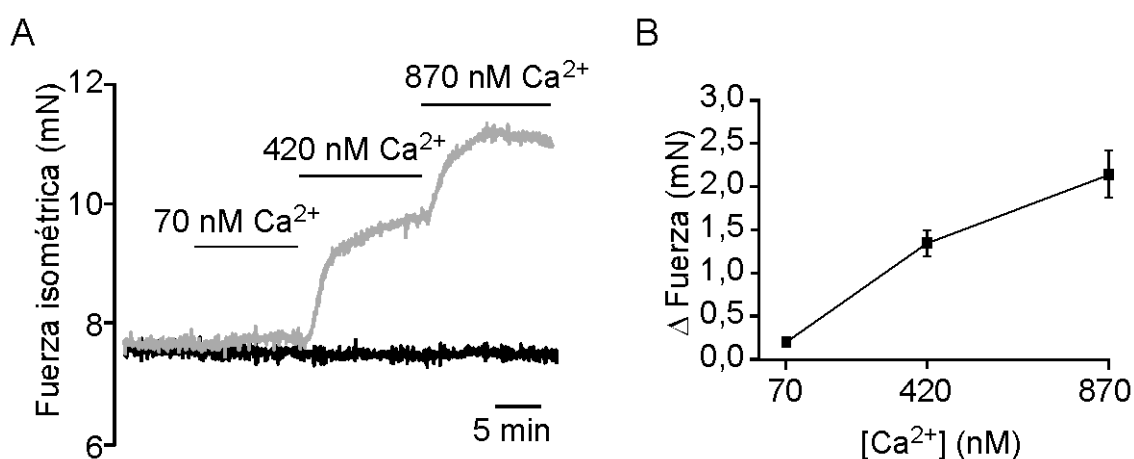 A
Fuerza isométrica (mN)
12
10
8
6
70 nM Ca²⁺
420 nM Ca²⁺
870 nM Ca²⁺
5 min
B
Δ Fuerza (mN)
3,0
2,5
2,0
1,5
1,0
0,5
0,0
70
420
870
[Ca²⁺] (nM)